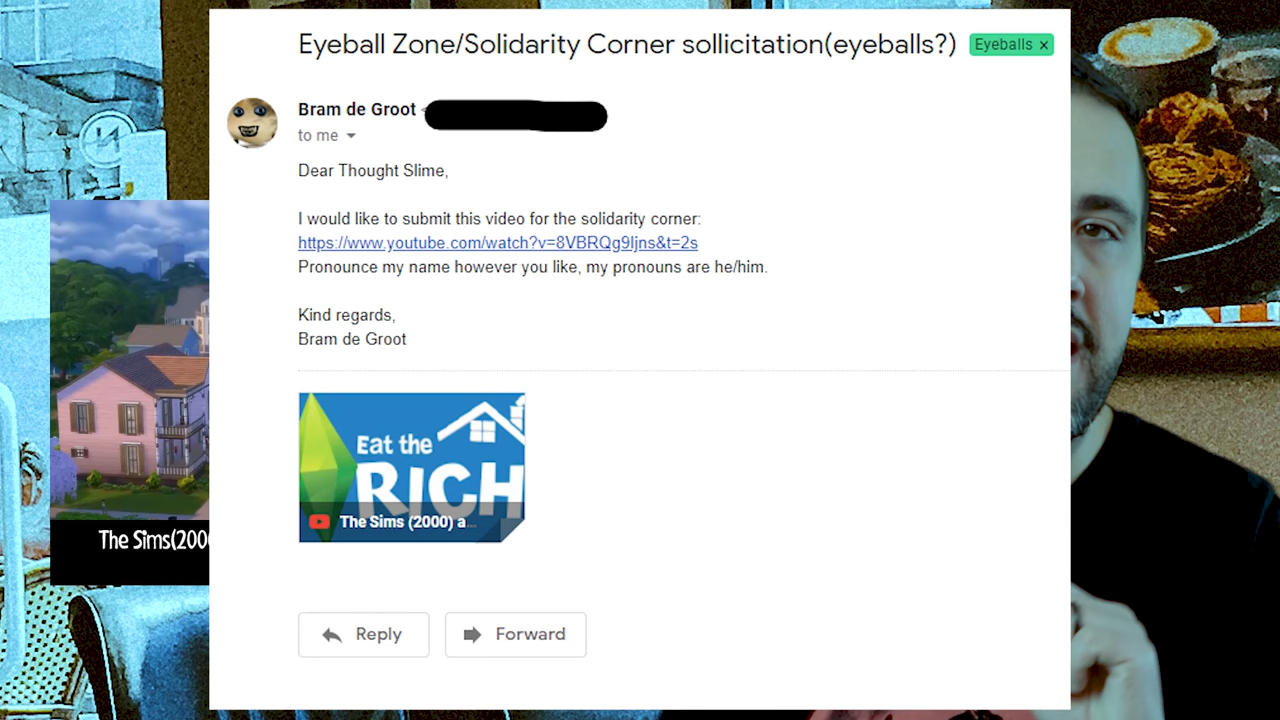 Eyeball Zone/Solidarity Corner sollicitation(eyeballs?) Eyeballs ×
Bram de Groot
to me
Dear Thought Slime,
I would like to submit this video for the solidarity corner:
https://www.youtube.com/watch?v=8VBRQg9Ijns&t=2s
Pronounce my name however you like, my pronouns are he/him.
Kind regards,
Bram de Groot
Eat the
RICH
The Sims (2000) a...
The Sims(200
Reply Forward